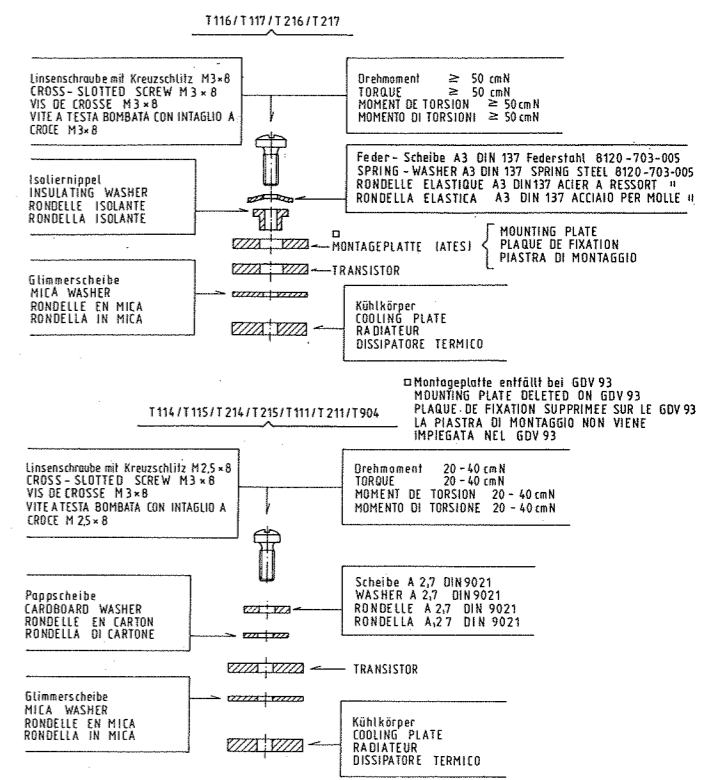 T116/T117/T216/T217
Linsenschraube mit Kreuzschlitz M3×8
CROSS-SLOTTED SCREW M3×8
VIS DE CROSSE M3×8
VITE A TESTA BOMBATA CON INTAGLIO A
CROCE M3×8
Drehmoment ≥ 50 cmN
TORQUE ≥ 50 cmN
MOMENT DE TORSION ≥ 50cmN
MOMENTO DI TORSIONI ≥ 50cmN
Feder-Scheibe A3 DIN 137 Federstahl 8120-703-005
SPRING-WASHER A3 DIN 137 SPRING STEEL 8120-703-005
RONDELLE ELASTIQUE A3 DIN137 ACIER A RESSORT "
RONDELLA ELASTICA A3 DIN 137 ACCIAIO PER MOLLE "
Isoliernippel
INSULATING WASHER
RONDELLE ISOLANTE
RONDELLA ISOLANTE
MONTAGEPLATTE (ATES)
MOUNTING PLATE
PLAQUE DE FIXATION
PIASTRA DI MONTAGGIO
TRANSISTOR
Glimmerscheibe
MICA WASHER
RONDELLE EN MICA
RONDELLA IN MICA
Kühlkörper
COOLING PLATE
RADIATEUR
DISSIPATORE TERMICO
□Montageplatte entfällt bei GDV 93
MOUNTING PLATE DELETED ON GDV 93
PLAQUE DE FIXATION SUPPRIMEE SUR LE GDV 93
LA PIASTRA DI MONTAGGIO NON VIENE
IMPIEGATA NEL GDV 93
T114/T115/T214/T215/T111/T211/T904
Linsenschraube mit Kreuzschlitz M2,5×8
CROSS-SLOTTED SCREW M3×8
VIS DE CROSSE M3×8
VITE A TESTA BOMBATA CON INTAGLIO A
CROCE M 2,5×8
Drehmoment 20-40 cmN
TORQUE 20-40 cmN
MOMENT DE TORSION 20-40 cmN
MOMENTO DI TORSIONE 20-40 cmN
Scheibe A 2,7 DIN9021
WASHER A 2,7 DIN9021
RONDELLE A 2,7 DIN 9021
RONDELLA A,27 DIN 9021
Pappscheibe
CARDBOARD WASHER
RONDELLE EN CARTON
RONDELLA DI CARTONE
TRANSISTOR
Glimmerscheibe
MICA WASHER
RONDELLE EN MICA
RONDELLA IN MICA
Kühlkörper
COOLING PLATE
RADIATEUR
DISSIPATORE TERMICO